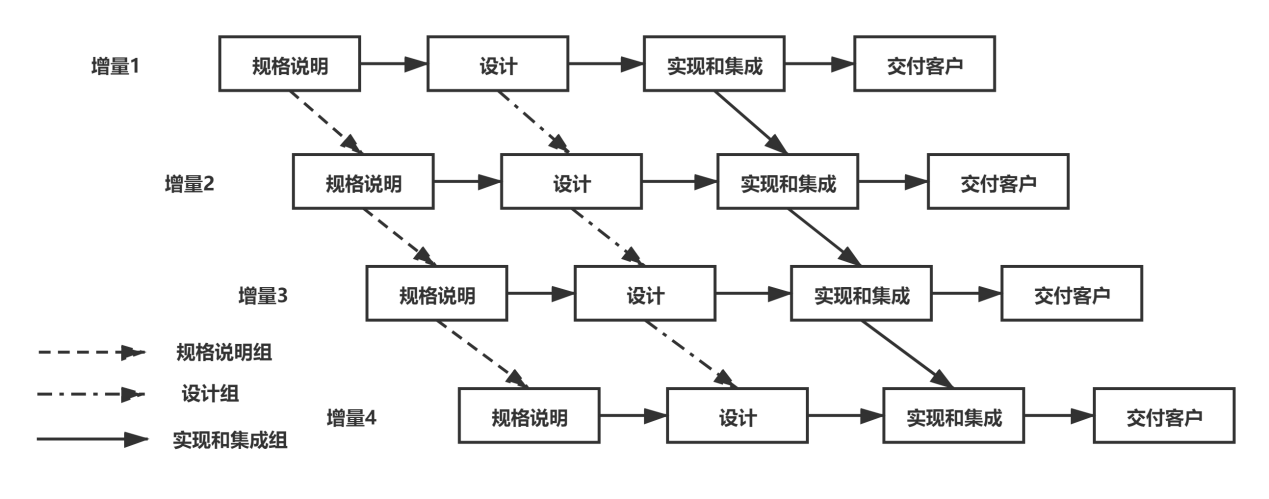 增量1 规格说明 设计 实现和集成 交付客户
增量2 规格说明 设计 实现和集成 交付客户
增量3 规格说明 设计 实现和集成 交付客户
规格说明组
设计组
增量4 规格说明 设计 实现和集成 交付客户
实现和集成组